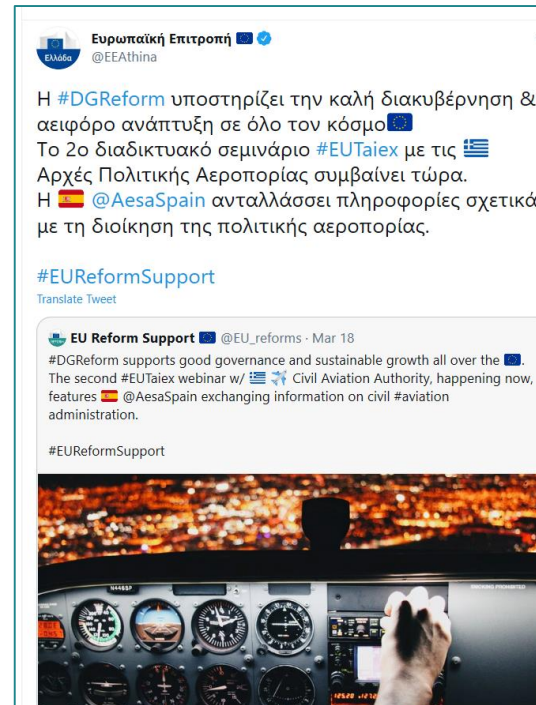 Ευρωπαϊκή Επιτροπή 🇪🇺
@EEAthina
Ελλάδα
Η #DGReform υποστηρίζει την καλή διακυβέρνηση &
αειφόρο ανάπτυξη σε όλο τον κόσμο🇪🇺
Το 2ο διαδικτυακό σεμινάριο #EUTaiex με τις 🇬🇷
Αρχές Πολιτικής Αεροπορίας συμβαίνει τώρα.
Η 🇪🇸 @AesaSpain ανταλλάσσει πληροφορίες σχετικά
με τη διοίκηση της πολιτικής αεροπορίας.
#EUReformSupport
Translate Tweet
EU Reform Support 🇪🇺 @EU_reforms · Mar 18
#DGReform supports good governance and sustainable growth all over the 🇪🇺.
The second #EUTaiex webinar w/ 🇬🇷 ✈️ Civil Aviation Authority, happening now,
features 🇪🇸 @AesaSpain exchanging information on civil #aviation
administration.
#EUReformSupport
N446SP
SMOKING PROHIBITED